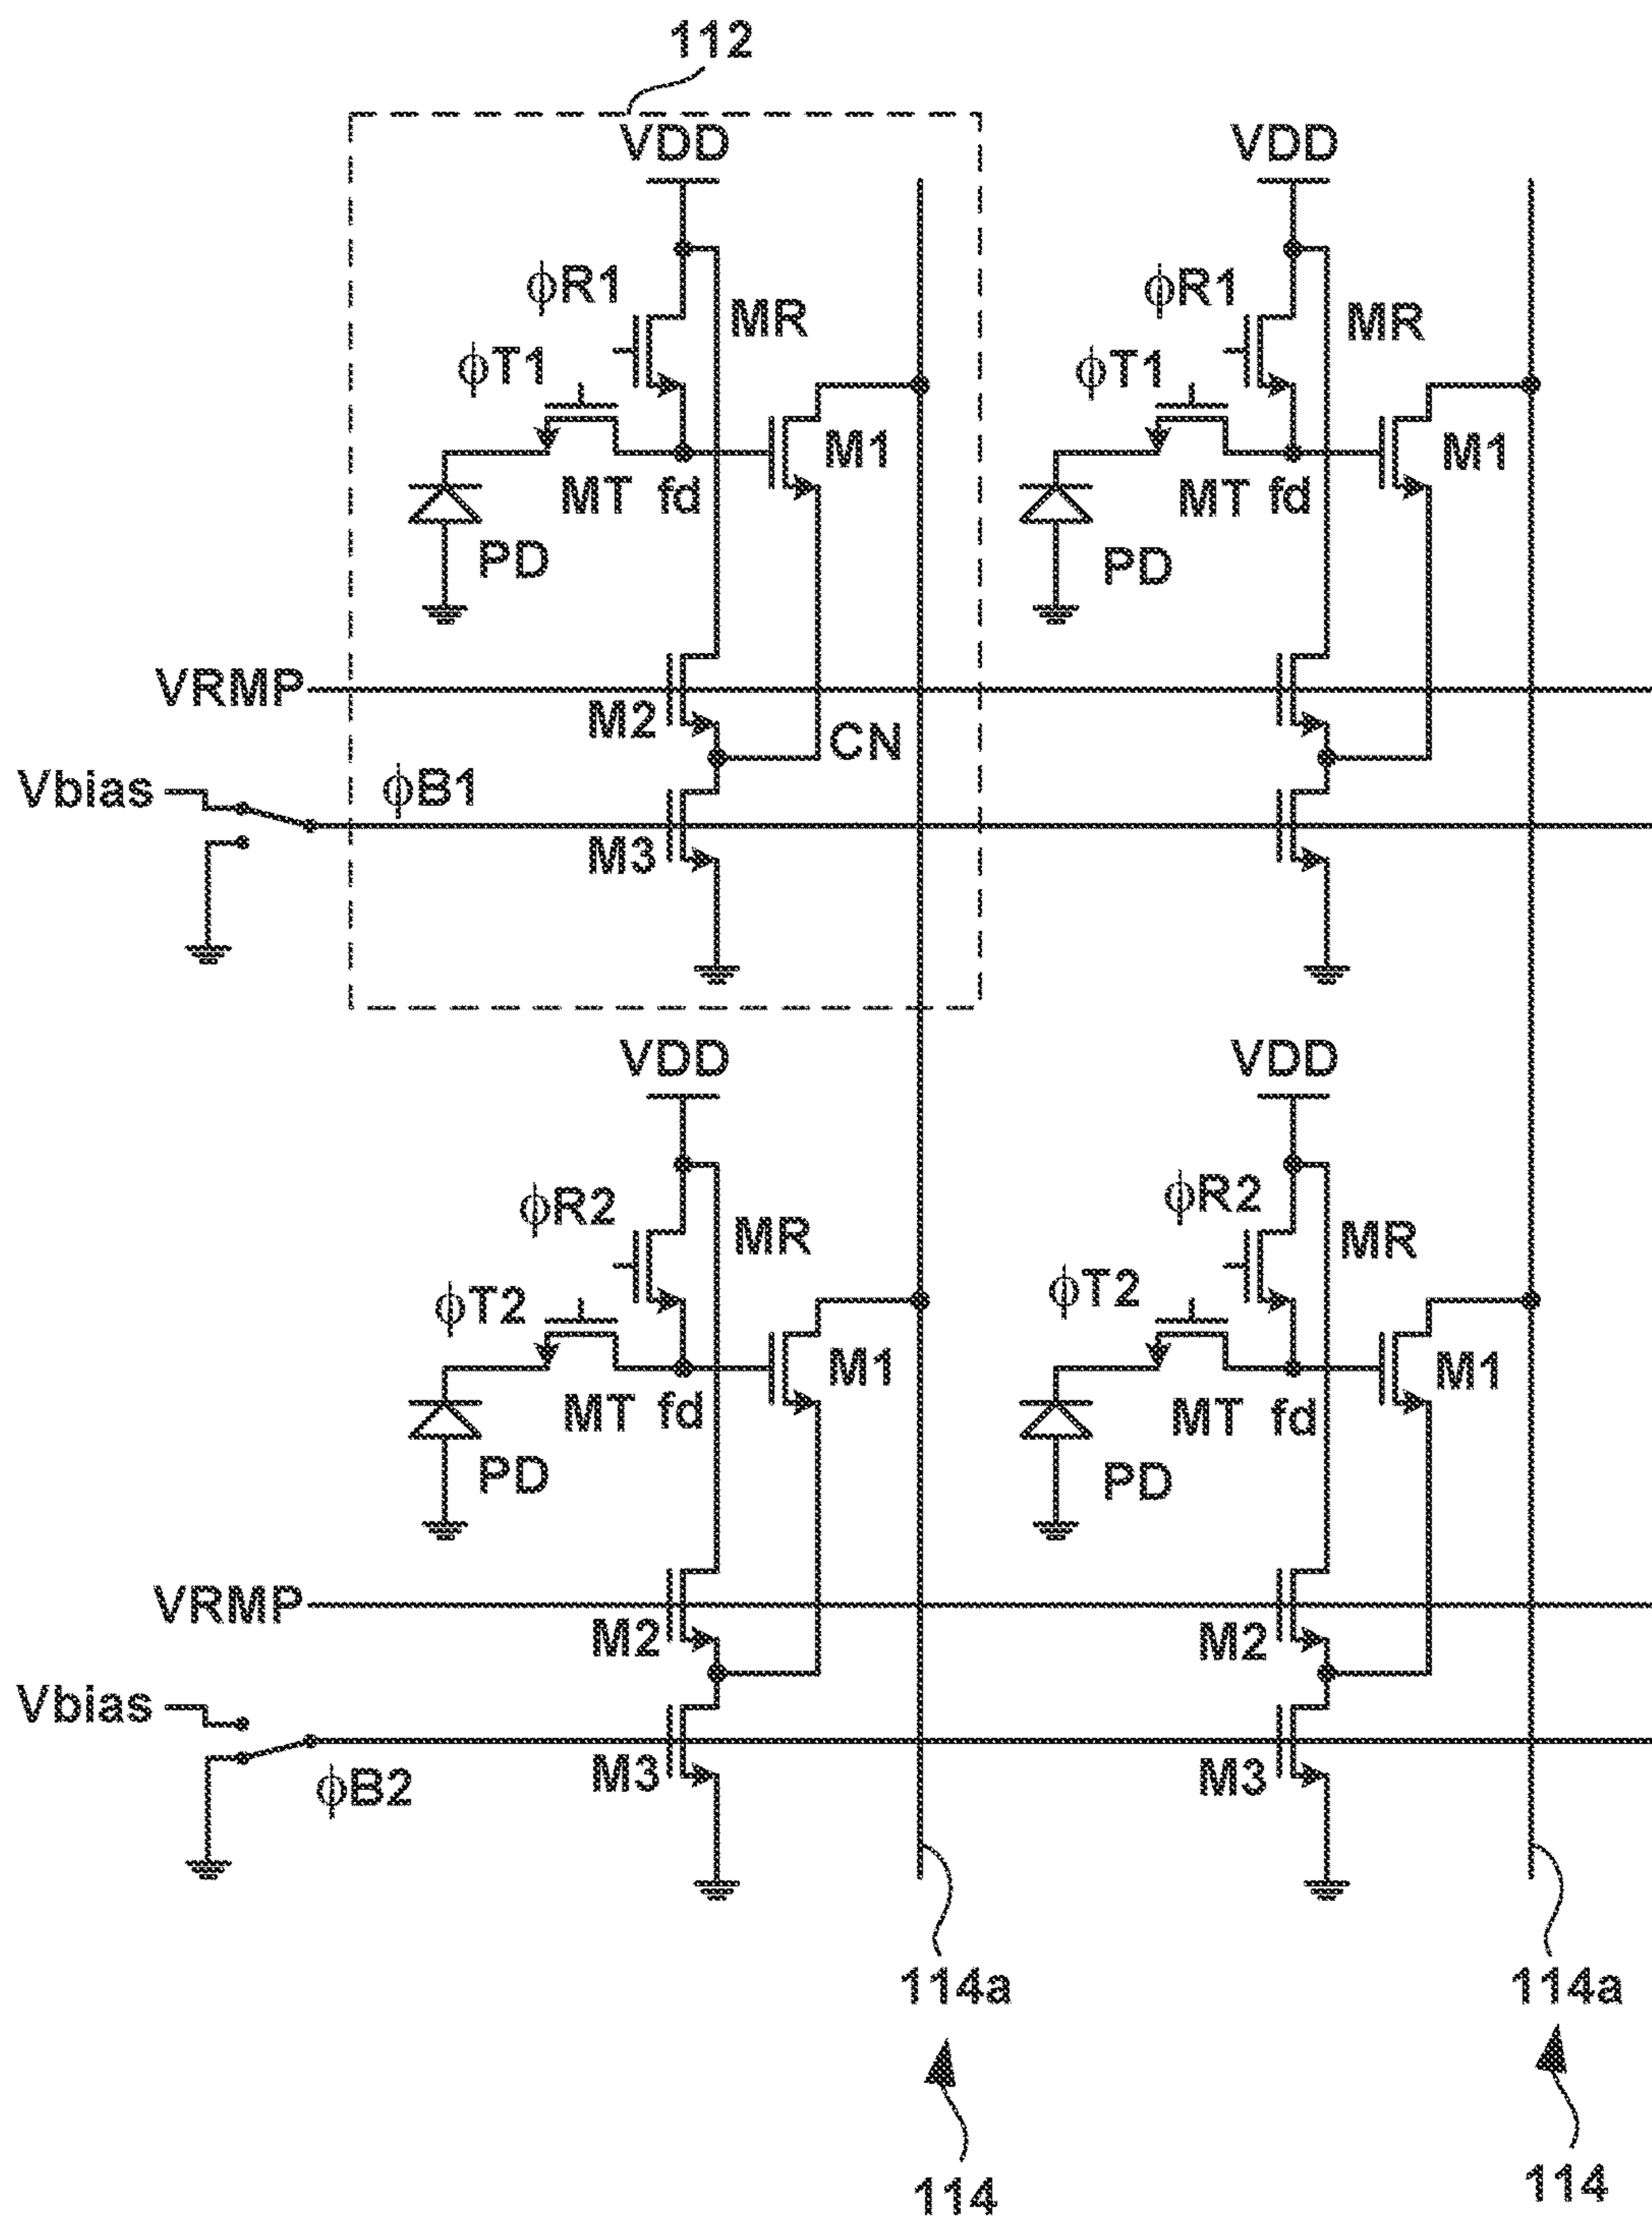 112
VDD
VDD
ϕR1
MR
ϕR1
MR
ϕT1
ϕT1
M1
M1
MT fd
MT fd
PD
PD
VRMP
M2
CN
Vbias
ϕB1
M3
VDD
VDD
ϕR2
MR
ϕR2
MR
ϕT2
ϕT2
M1
M1
MT fd
MT fd
PD
PD
VRMP
M2
M2
Vbias
M3
M3
ϕB2
114a
114a
114
114